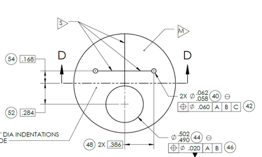 S
M
D
D
54 .168
2X ⌀ .062 40
.058
⌖ ⌀ .060 A B C 42
52 .284
⌀ .502 44
.490
⌖ ⌀ .020 A B 46
T DIA. INDENTATIONS
DE
48 2X .386